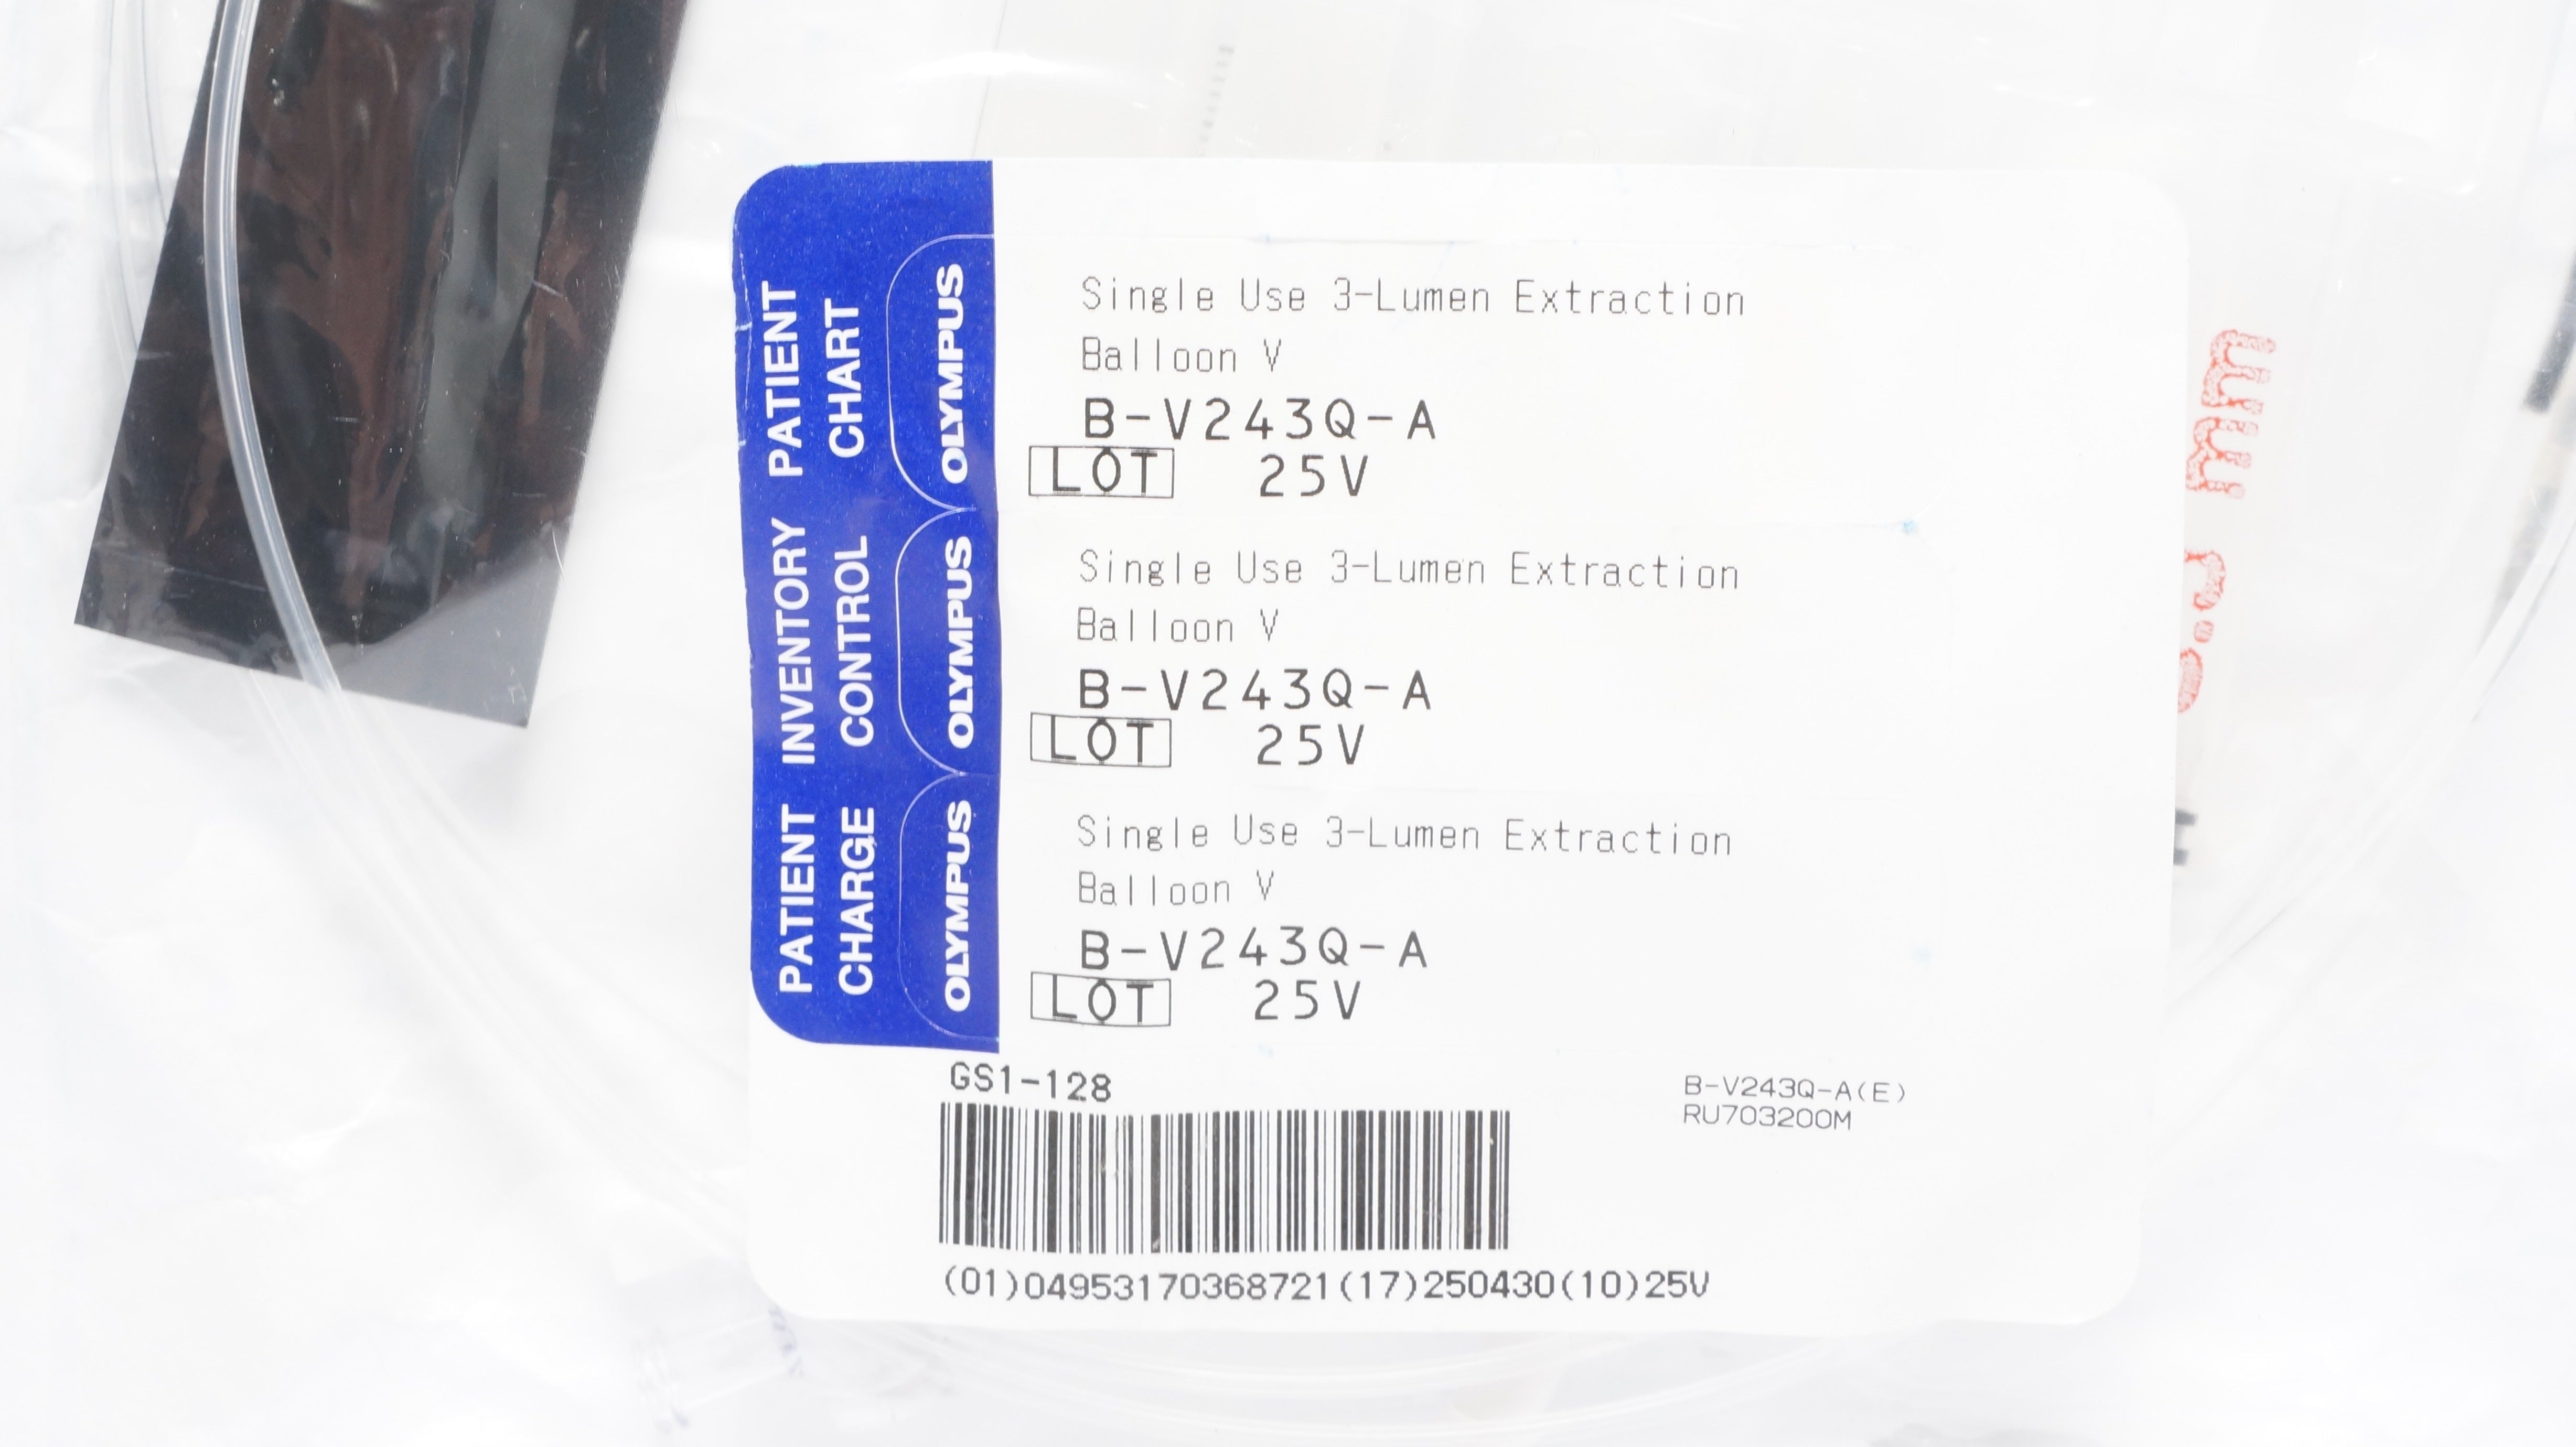 PATIENT CHART
OLYMPUS
Single Use 3-Lumen Extraction
Balloon V
B-V243Q-A
LOT 25V
INVENTORY CONTROL
OLYMPUS
Single Use 3-Lumen Extraction
Balloon V
B-V243Q-A
LOT 25V
PATIENT CHARGE
OLYMPUS
Single Use 3-Lumen Extraction
Balloon V
B-V243Q-A
LOT 25V
GS1-128
B-V243Q-A(E)
RU703200M
(01)04953170368721(17)250430(10)25V